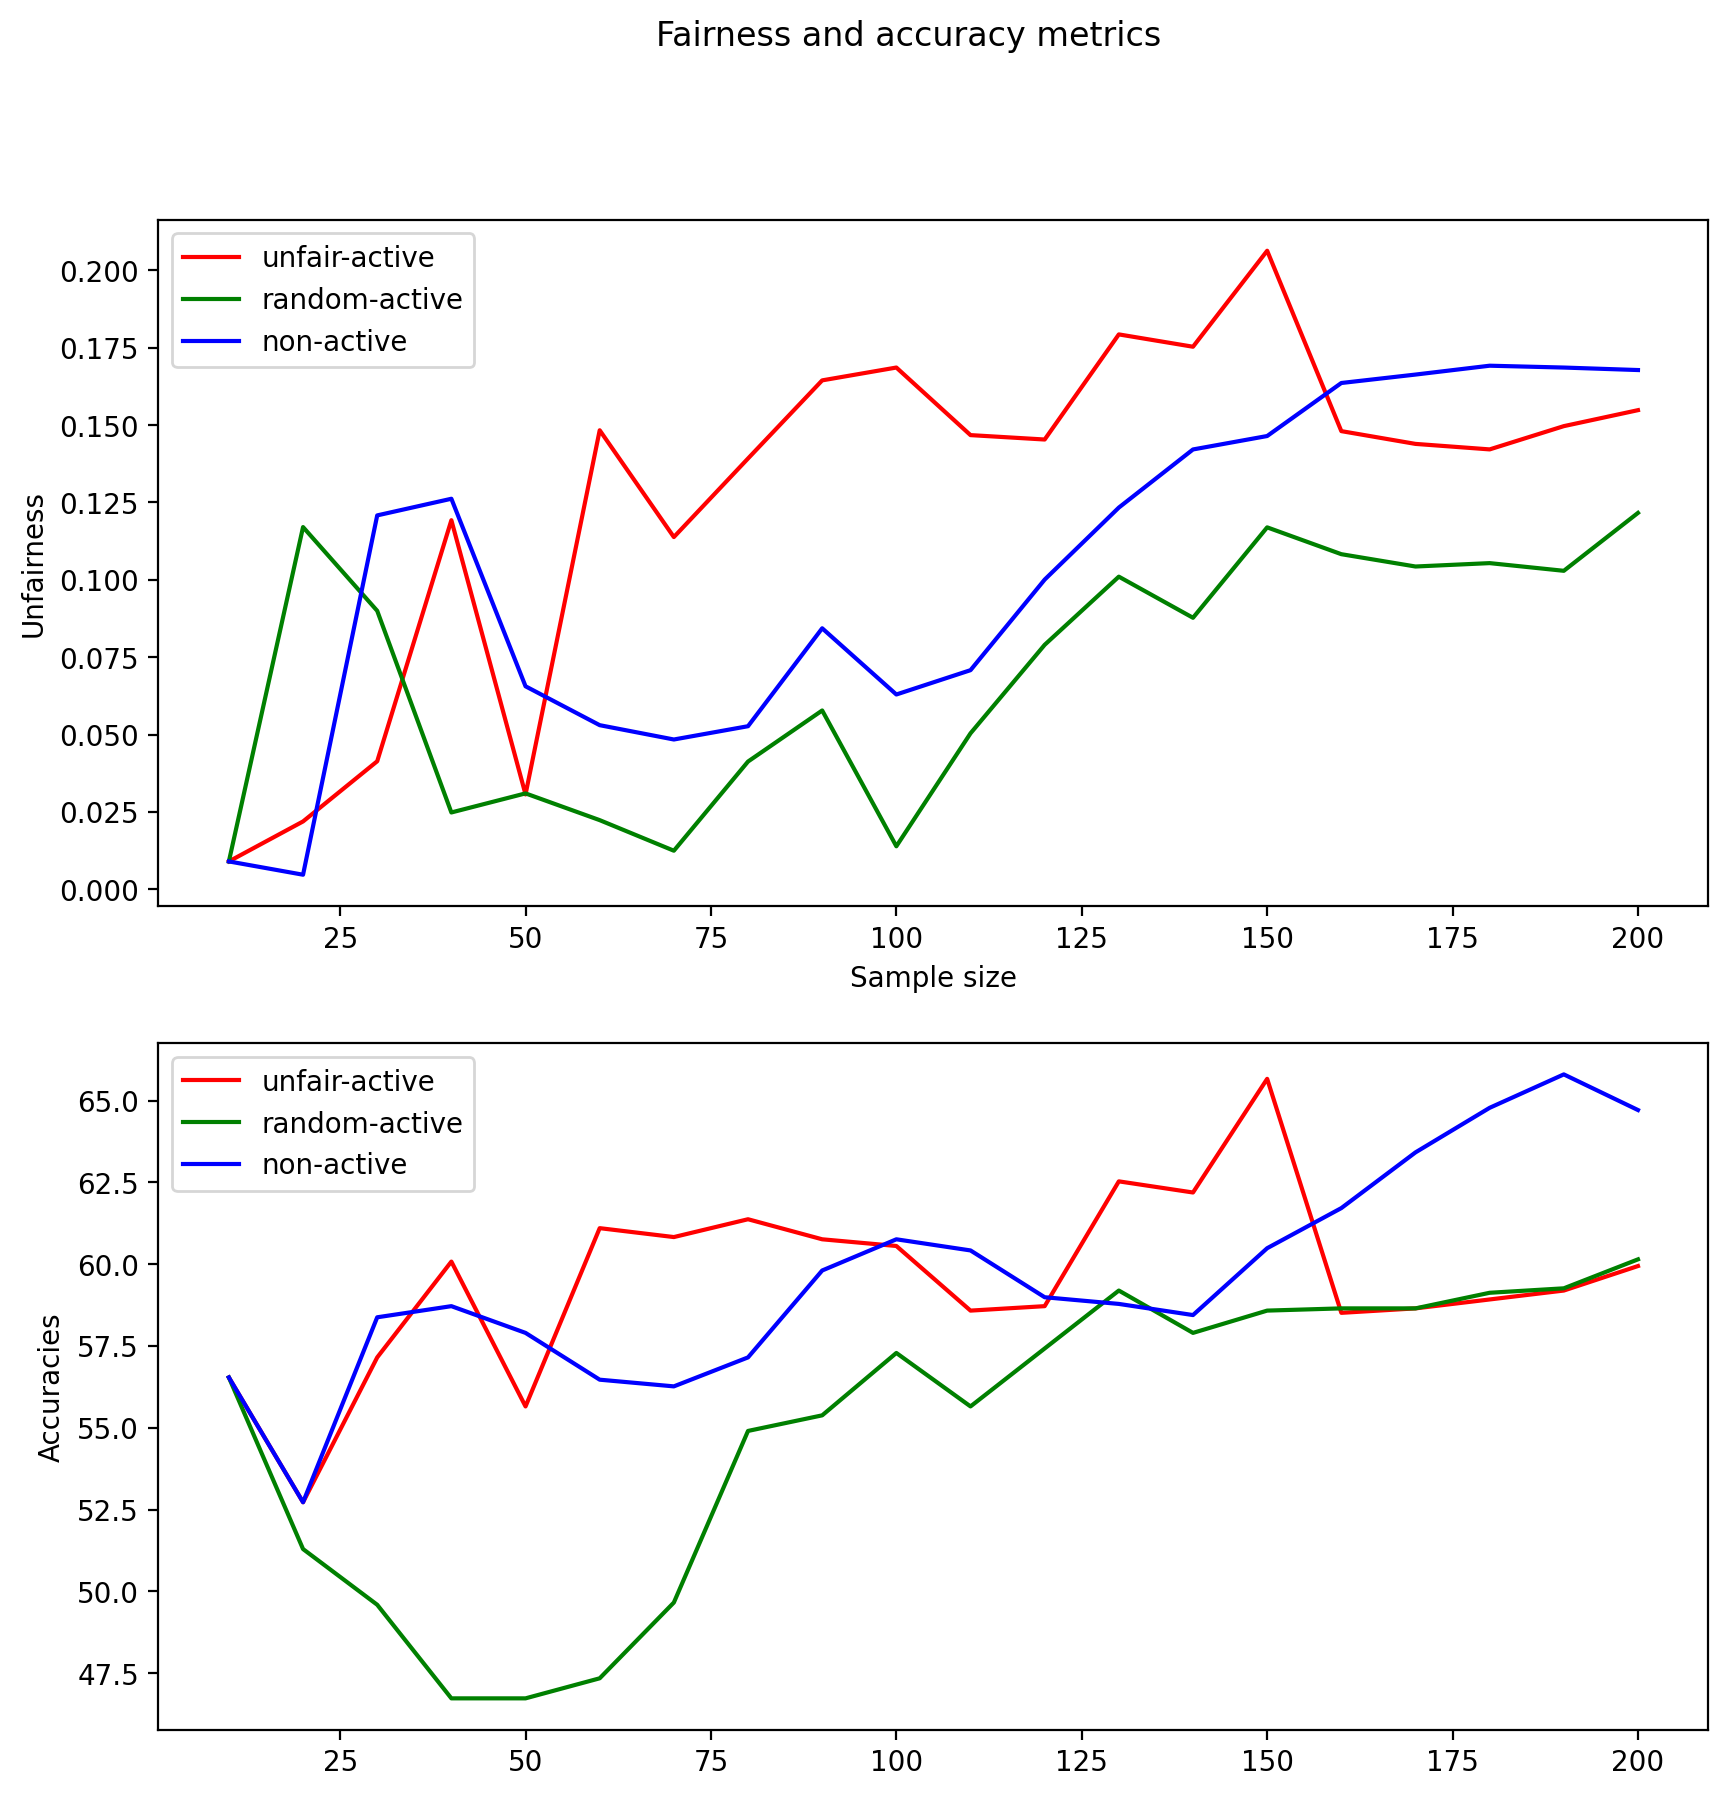 Fairness and accuracy metrics
unfair-active
random-active
non-active
0.200
0.175
0.150
0.125
0.100
0.075
0.050
0.025
0.000
Unfairness
25 50 75 100 125 150 175 200
Sample size
unfair-active
random-active
non-active
65.0
62.5
60.0
57.5
55.0
52.5
50.0
47.5
Accuracies
25 50 75 100 125 150 175 200